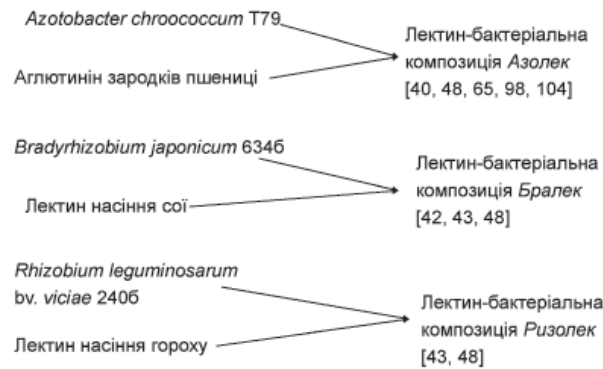 Azotobacter chroococcum T79
Аглютинін зародків пшениці
Лектин-бактеріальна
композиція Азолек
[40, 48, 65, 98, 104]
Bradyrhizobium japonicum 634б
Лектин насіння сої
Лектин-бактеріальна
композиція Бралек
[42, 43, 48]
Rhizobium leguminosarum
bv. viciae 240б
Лектин насіння гороху
Лектин-бактеріальна
композиція Ризолек
[43, 48]